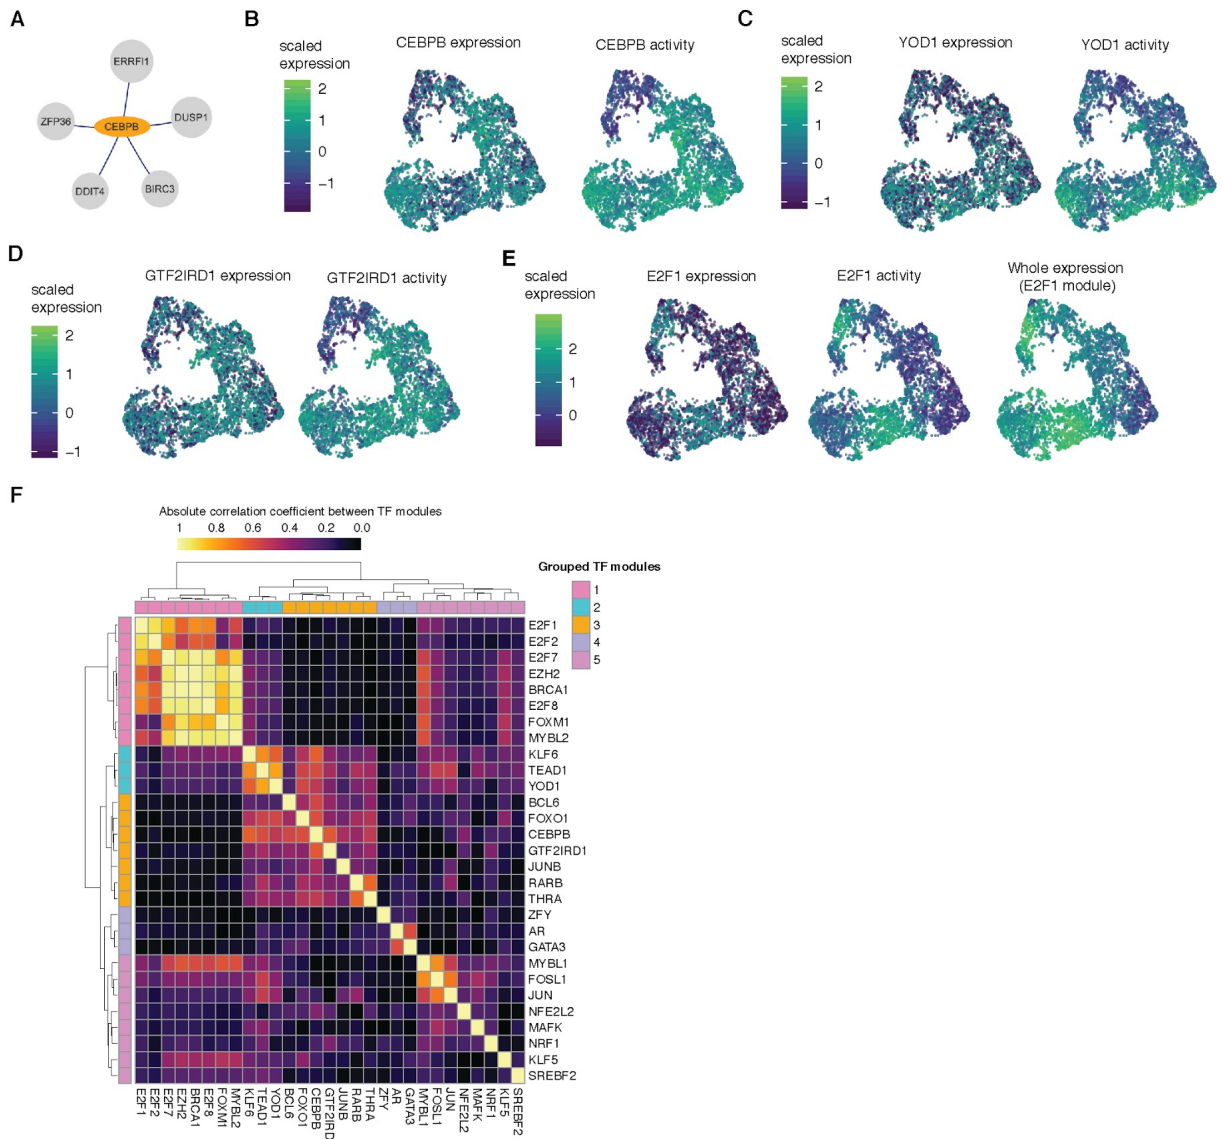 A
ERRFI1
ZFP36
CEBPB
DUSP1
DDIT4
BIRC3
B
scaled
expression
2
1
0
−1
CEBPB expression
CEBPB activity
C
scaled
expression
2
1
0
−1
YOD1 expression
YOD1 activity
D
scaled
expression
2
1
0
−1
GTF2IRD1 expression
GTF2IRD1 activity
E
scaled
expression
2
1
0
E2F1 expression
E2F1 activity
Whole expression
(E2F1 module)
F
Absolute correlation coefficient between TF modules
1 0.8 0.6 0.4 0.2 0.0
Grouped TF modules
1
2
3
4
5
E2F1
E2F2
E2F7
EZH2
BRCA1
E2F8
FOXM1
MYBL2
KLF6
TEAD1
YOD1
BCL6
FOXO1
CEBPB
GTF2IRD1
JUNB
RARB
THRA
ZFY
AR
GATA3
MYBL1
FOSL1
JUN
NFE2L2
MAFK
NRF1
KLF5
SREBF2
E2F1
E2F2
E2F7
EZH2
BRCA1
E2F8
FOXM1
MYBL2
KLF6
TEAD1
YOD1
BCL6
FOXO1
CEBPB
GTF2IRD
JUNB
RARB
THRA
ZFY
AR
GATA3
MYBL1
FOSL1
JUN
NFE2L2
MAFK
NRF1
KLF5
SREBF2